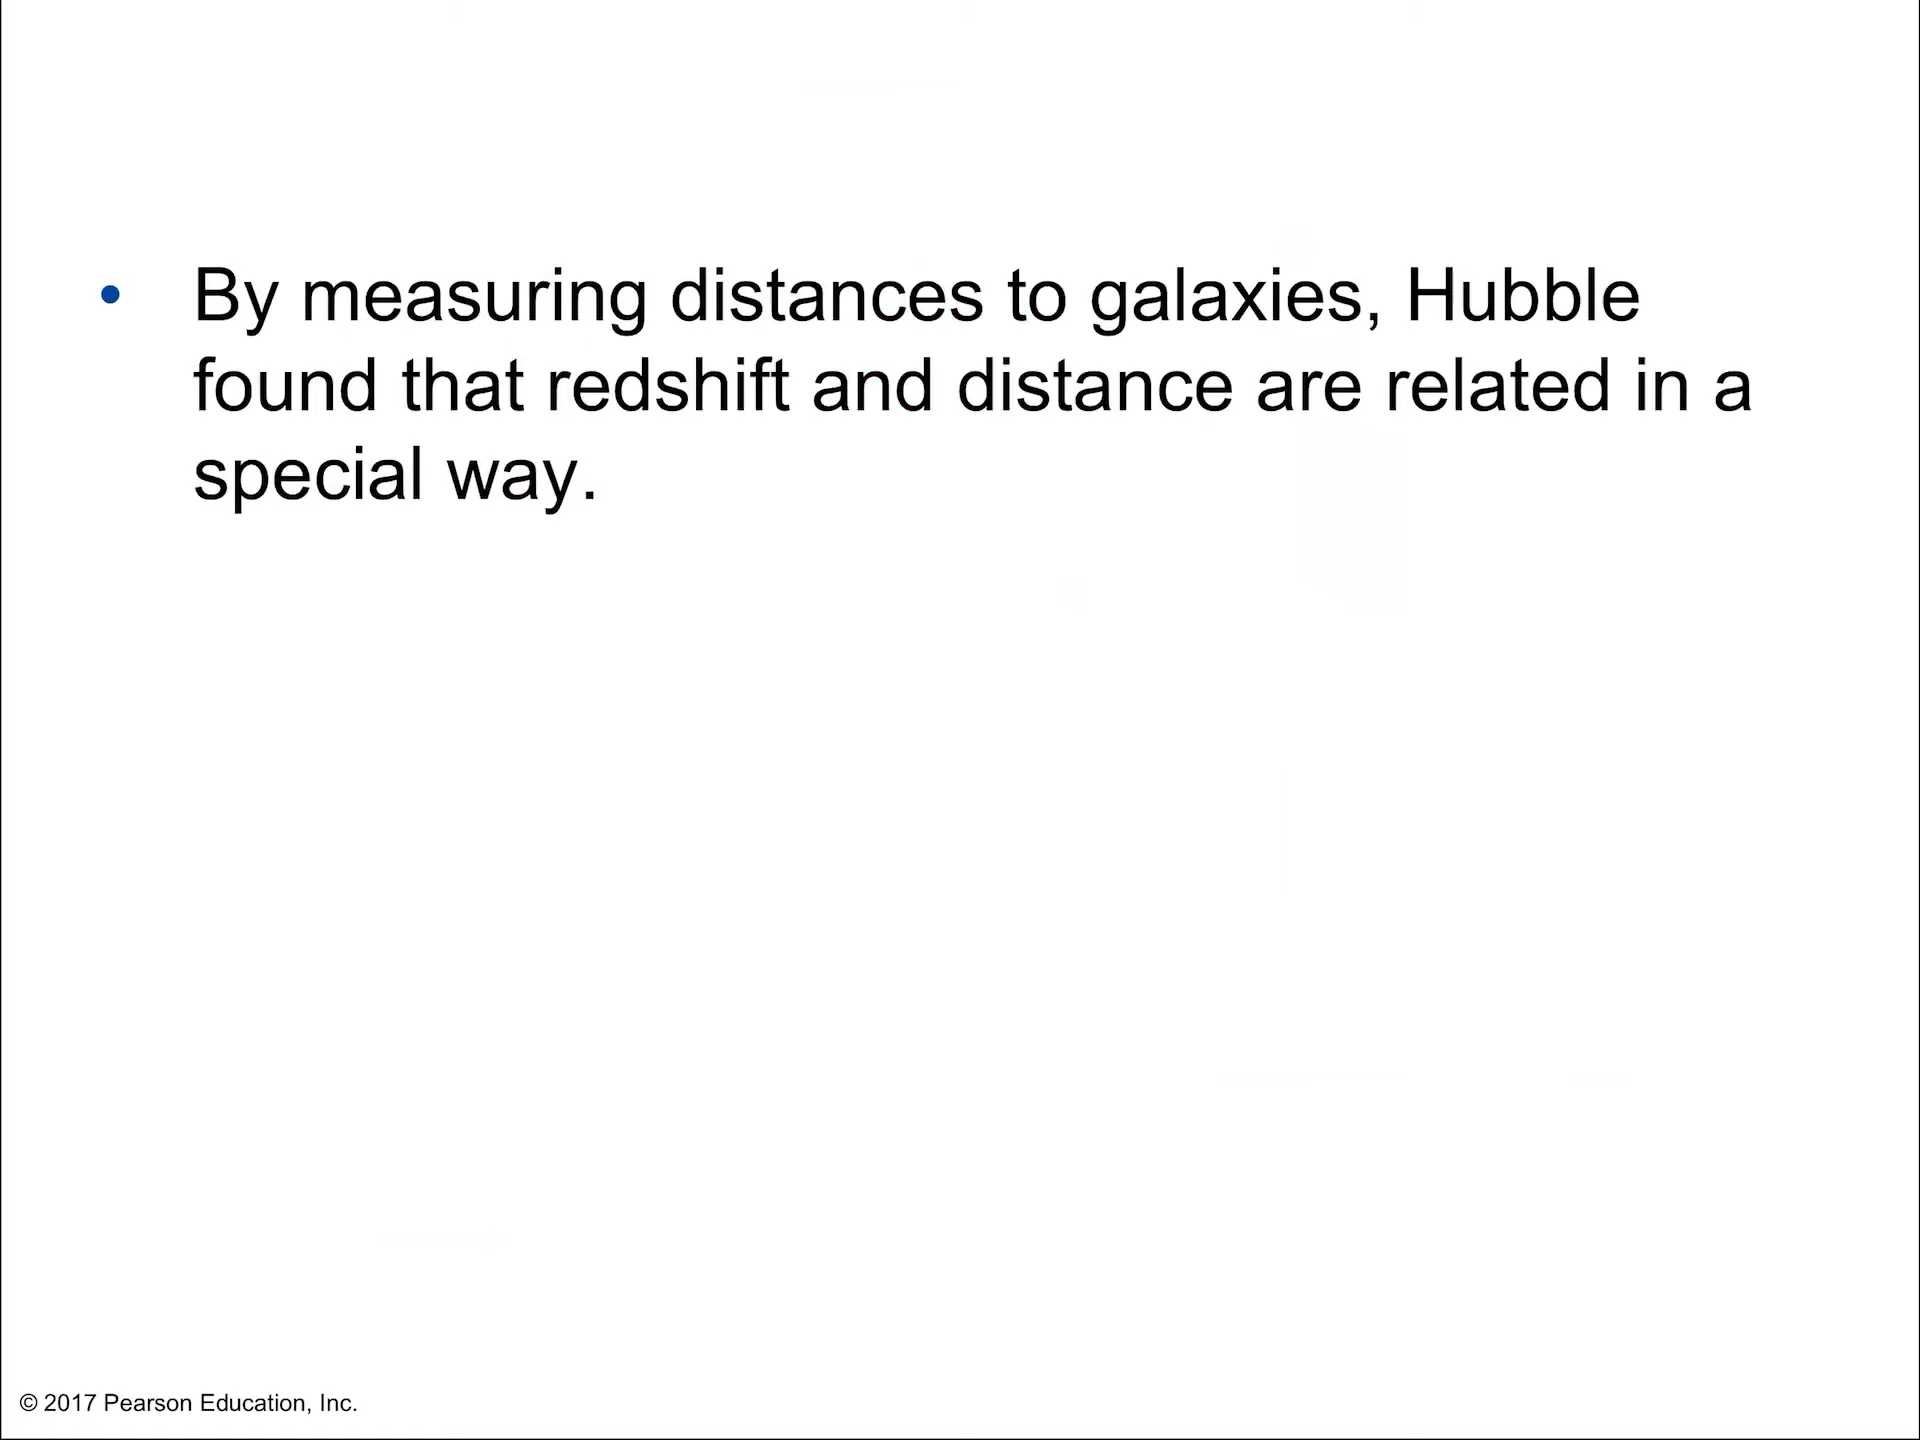 • By measuring distances to galaxies, Hubble
found that redshift and distance are related in a
special way.
© 2017 Pearson Education, Inc.